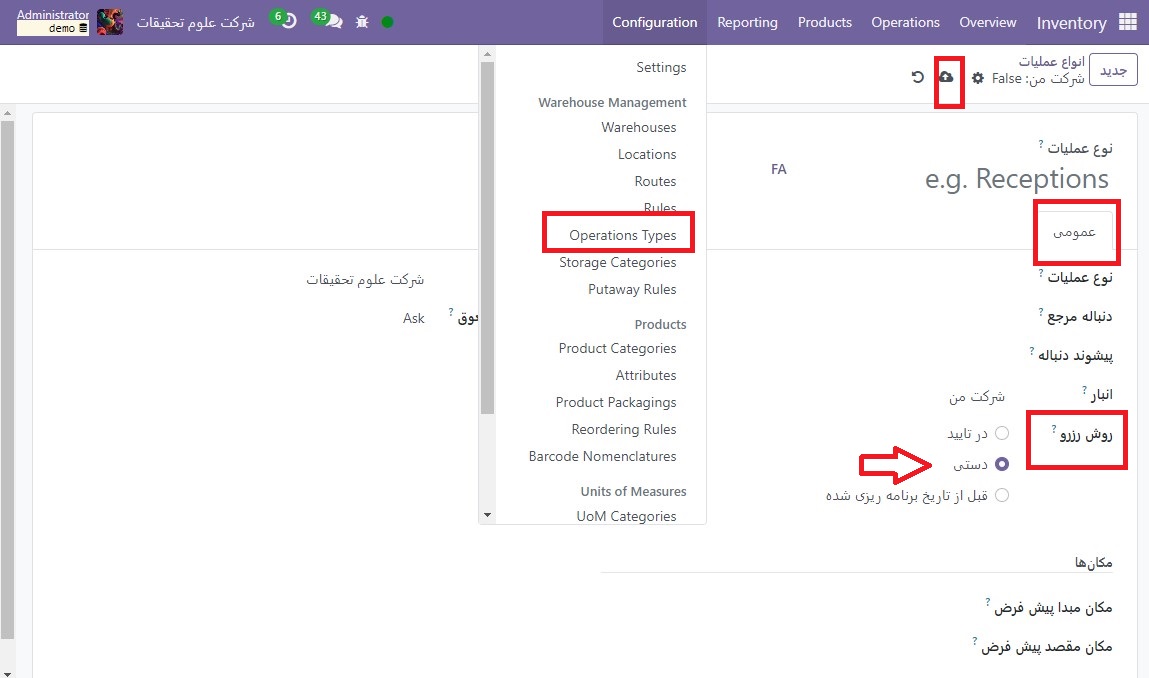 Inventory Overview Operations Products Reporting Configuration
43 6 شرکت علوم تحقیقات Administrator
demo
جدید
انواع عملیات
شرکت من: False
Settings
Warehouse Management
Warehouses
Locations
Routes
Rules
Operations Types
Storage Categories
Putaway Rules
Products
Product Categories
Attributes
Product Packagings
Reordering Rules
Barcode Nomenclatures
Units of Measures
UoM Categories
نوع عملیات ?
e.g. Receptions
FA
عمومی
نوع عملیات ?
دنباله مرجع ?
پیشوند دنباله ?
انبار ?
شرکت من
روش رزرو ?
در تایید
دستی
قبل از تاریخ برنامه ریزی شده
شرکت علوم تحقیقات
فوق ?
Ask
مکان‌ها
مکان مبدا پیش فرض ?
مکان مقصد پیش فرض ?